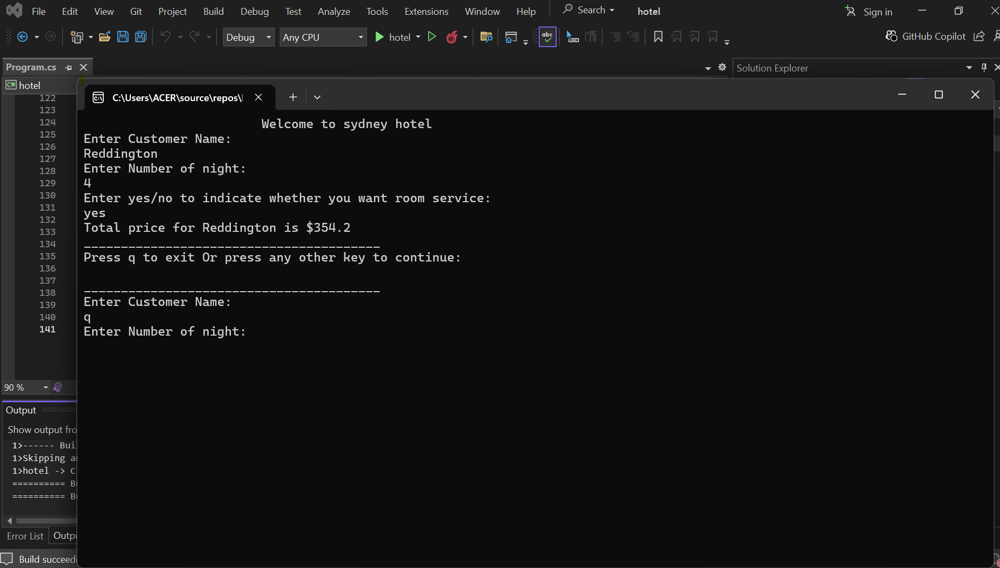 File Edit View Git Project Build Debug Test Analyze Tools Extensions Window Help Search hotel Sign in
Debug Any CPU hotel abc GitHub Copilot
Program.cs Solution Explorer
C# hotel
C:\Users\ACER\source\repos\
122
123
124
125
126
127
128
129
130
131
132
133
134
135
136
137
138
139
140
141
Welcome to sydney hotel
Enter Customer Name:
Reddington
Enter Number of night:
4
Enter yes/no to indicate whether you want room service:
yes
Total price for Reddington is $354.2
________________________________________
Press q to exit Or press any other key to continue:
________________________________________
Enter Customer Name:
q
Enter Number of night:
90 %
Output
Show output fro
1>------ Bui
1>Skipping a
1>hotel -> C
========== B
========== B
Error List Outpu
Build succeed